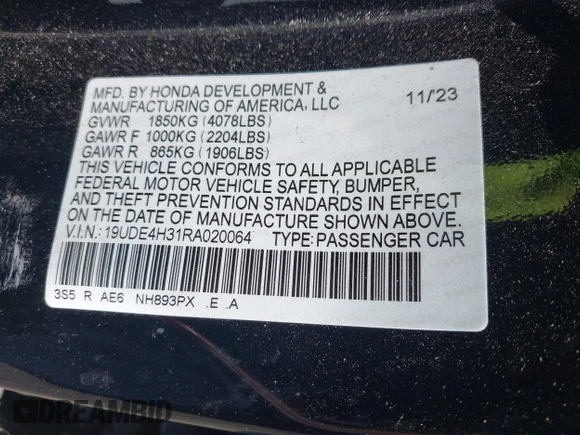 MFD. BY HONDA DEVELOPMENT &
MANUFACTURING OF AMERICA, LLC 11/23
GVWR 1850KG (4078LBS)
GAWR F 1000KG (2204LBS)
GAWR R 865KG (1906LBS)
THIS VEHICLE CONFORMS TO ALL APPLICABLE
FEDERAL MOTOR VEHICLE SAFETY, BUMPER,
AND THEFT PREVENTION STANDARDS IN EFFECT
ON THE DATE OF MANUFACTURE SHOWN ABOVE.
V.I.N.: 19UDE4H31RA020064 TYPE: PASSENGER CAR
3S5 R AE6 NH893PX .E .A
DREAMBID